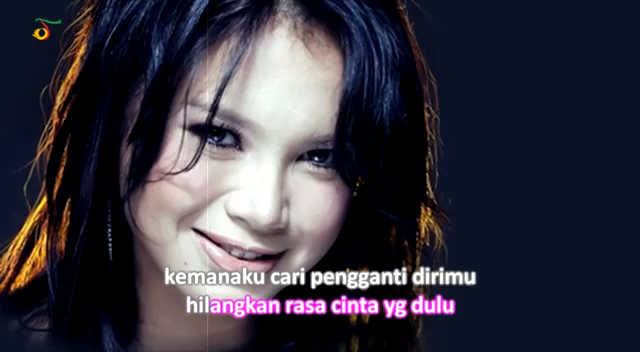 kemanaku cari pengganti dirimu
hilangkan rasa cinta yg dulu